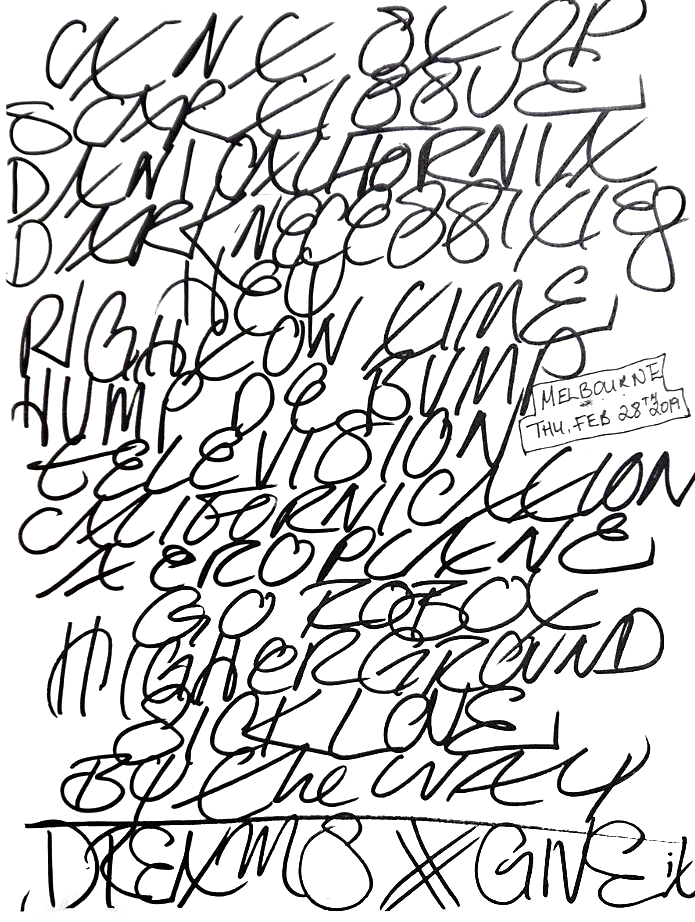 CAN'T STOP
SCAR TISSUE
DANI CALIFORNIA
DARK NECESSITIES
HEY
RIGHT ON TIME
HUMP DE BUMP
MELBOURNE
THU, FEB 28TH 2019
TELEVISION
CALIFORNICATION
AEROPLANE
GO ROBOT
HIGHER GROUND
SICK LOVE
BY the WAY
DREAMS X GIVE it